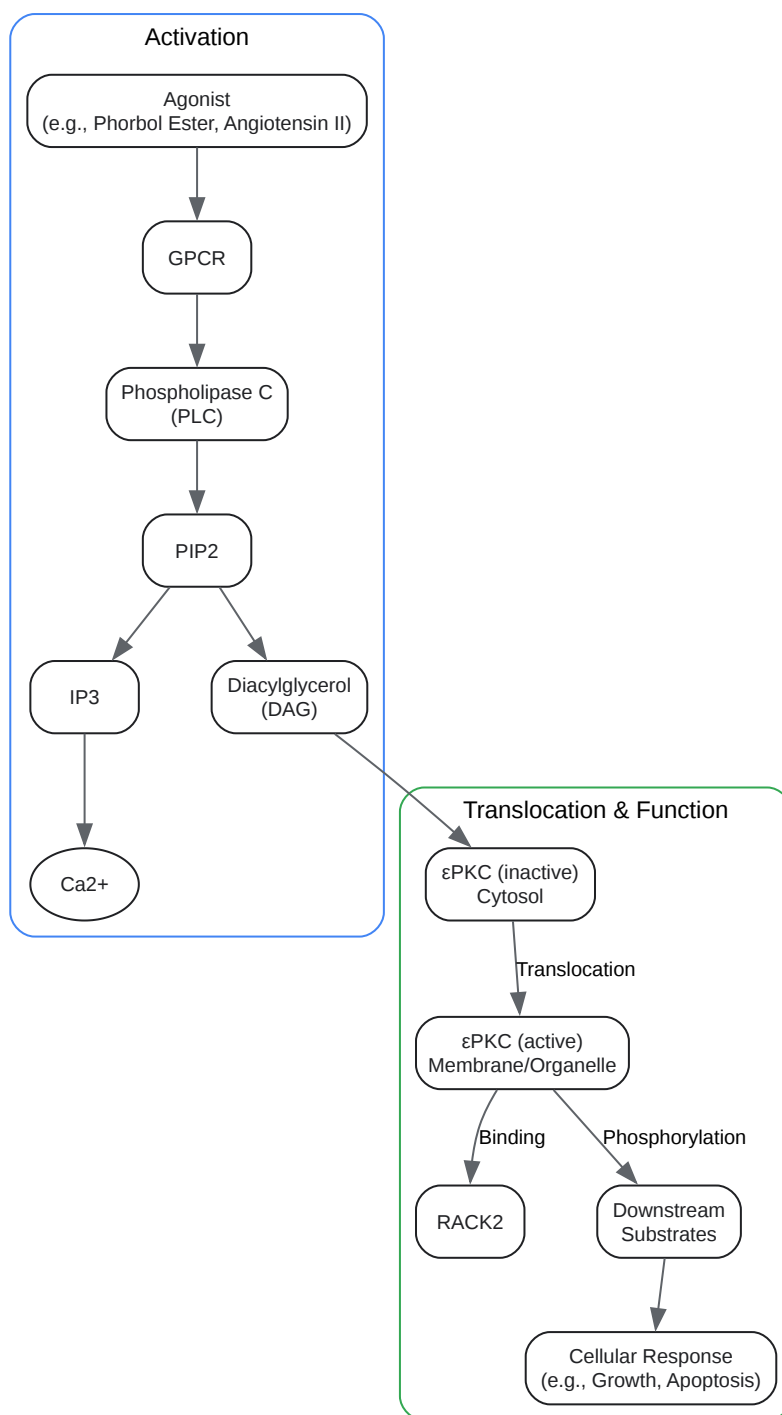 Activation
Agonist
(e.g., Phorbol Ester, Angiotensin II)
GPCR
Phospholipase C
(PLC)
PIP2
IP3
Diacylglycerol
(DAG)
Ca2+
Translocation & Function
εPKC (inactive)
Cytosol
Translocation
εPKC (active)
Membrane/Organelle
Binding
Phosphorylation
RACK2
Downstream
Substrates
Cellular Response
(e.g., Growth, Apoptosis)